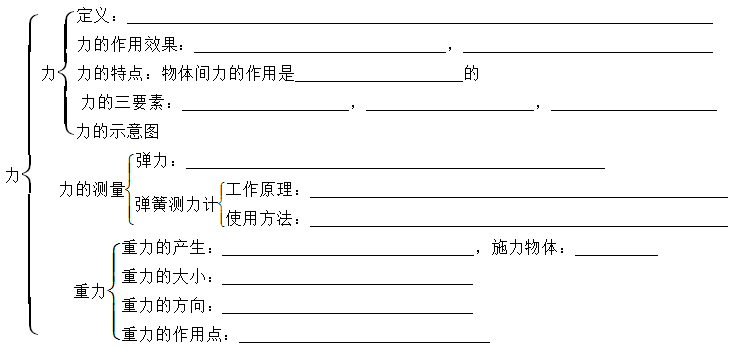 定义：
力的作用效果：，
力 力的特点：物体间力的作用是的
力的三要素：，，
力的示意图
弹力：
力 力的测量
工作原理：
弹簧测力计
使用方法：
重力的产生：，施力物体：
重力的大小：
重力
重力的方向：
重力的作用点：